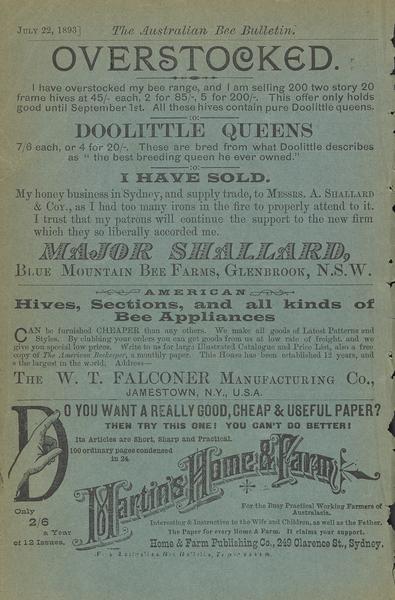 JULY 22, 1893] The Australian Bee Bulletin.
OVERSTOCKED.
I have overstocked my bee range, and I am selling 200 two story 20
frame hives at 45/- each, 2 for 85/-, 5 for 200/-. This offer only holds
good until September 1st. All these hives contain pure Doolittle queens.
:o:
DOOLITTLE QUEENS
7/6 each, or 4 for 20/-. These are bred from what Doolittle describes
as " the best breeding queen he ever owned."
:o:
I HAVE SOLD.
My honey business in Sydney, and supply trade, to MESSRS. A. SHALLARD
& COY., as I had too many irons in the fire to properly attend to it.
I trust that my patrons will continue the support to the new firm
which they so liberally accorded me.
MAJOR SHALLARD,
BLUE MOUNTAIN BEE FARMS, GLENBROOK, N.S.W.
AMERICAN
Hives, Sections, and all kinds of
Bee Appliances
CAN be furnished CHEAPER than any others. We make all goods of Latest Patterns and
Styles. By clubbing your orders you can get goods from us at low rate of freight, and we
give you special low prices. Write to us for large Illustrated Catalogue and Price List, also a free
copy of The American Beekeeper, a monthly paper. This House has been established 12 years, and
is the largest in the world. Address—
THE W. T. FALCONER MANUFACTURING CO.,
JAMESTOWN, N.Y., U.S.A.
DO YOU WANT A REALLY GOOD, CHEAP & USEFUL PAPER?
THEN TRY THIS ONE! YOU CAN'T DO BETTER!
Its Articles are Short, Sharp and Practical.
100 ordinary pages condensed
in 24.
Martin's Home & Farm
Only
2/6
a Year
of 12 Issues.
For the Busy Practical Working Farmers of
Australasia.
Interesting & Instructive to the Wife and Children, as well as the Father.
The Paper for every Home & Farm. It claims your support.
Home & Farm Publishing Co., 249 Clarence St., Sydney.